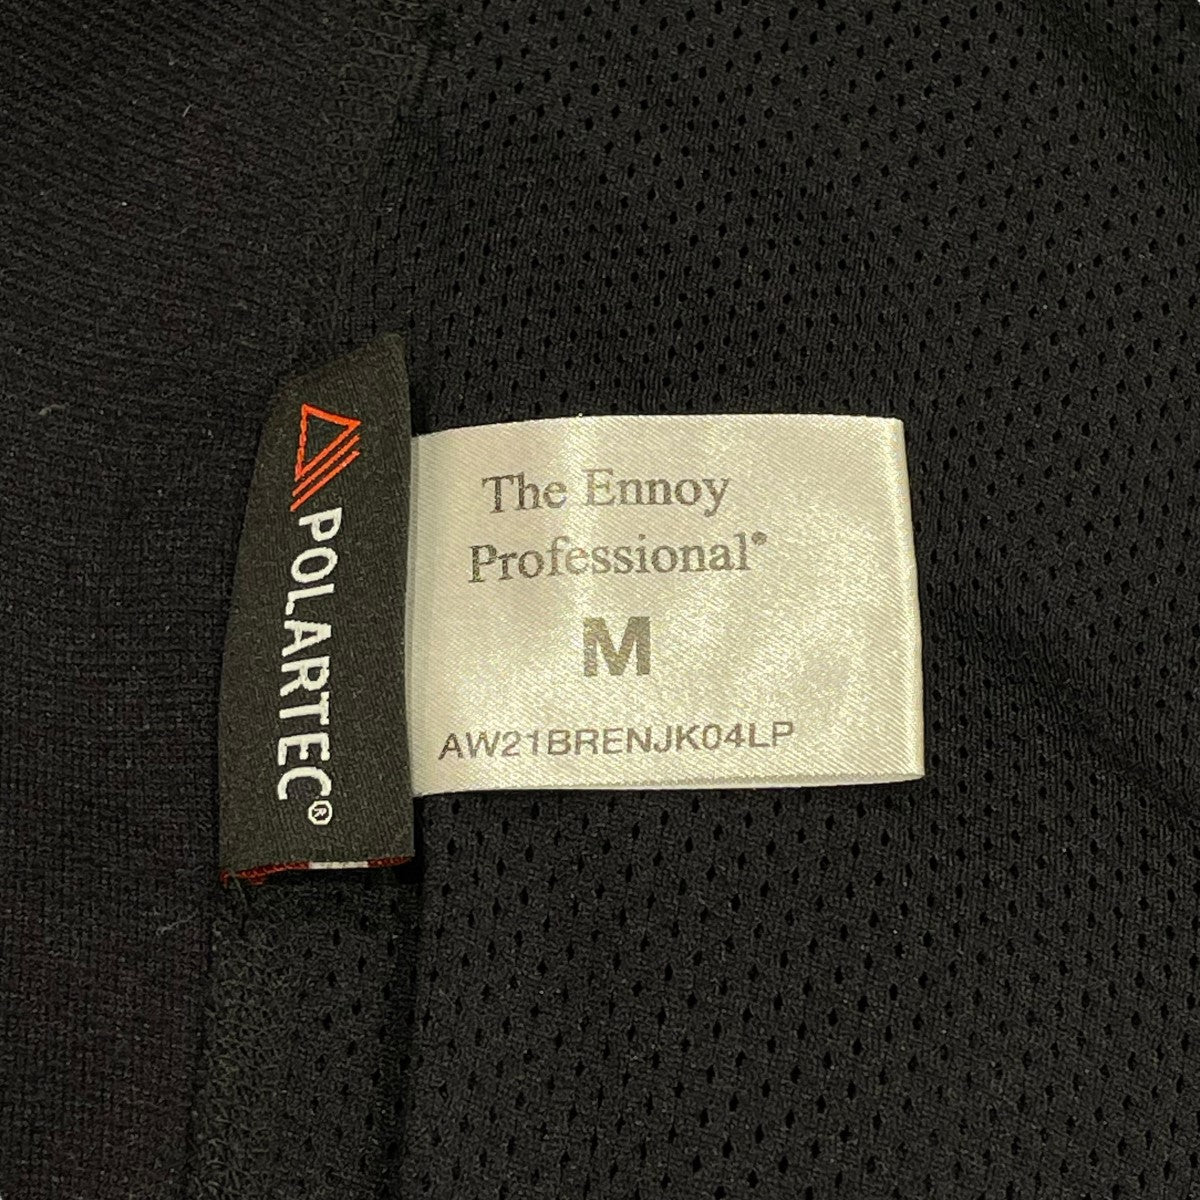 POLARTEC®
The Ennoy
Professional®
M
AW21BRENJK04LP